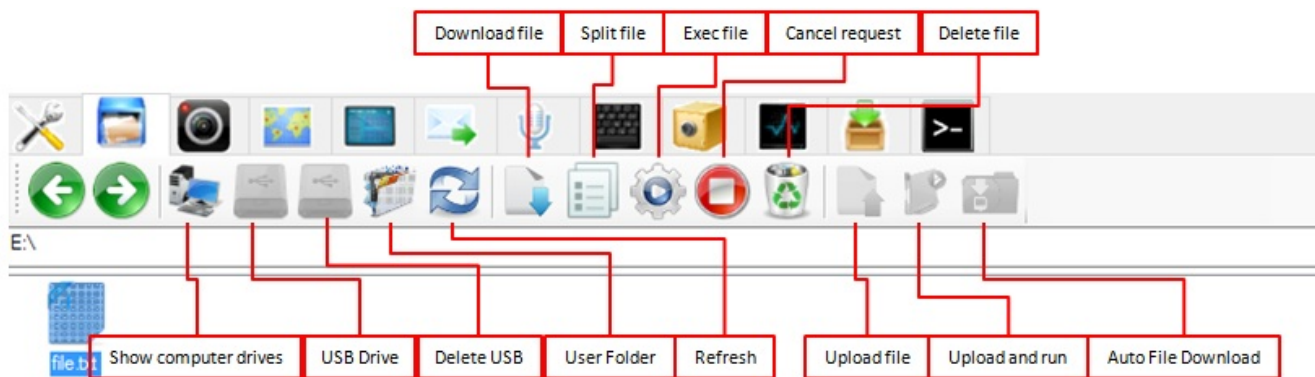 Download file
Split file
Exec file
Cancel request
Delete file
>-
E:\
file.txt
Show computer drives
USB Drive
Delete USB
User Folder
Refresh
Upload file
Upload and run
Auto File Download